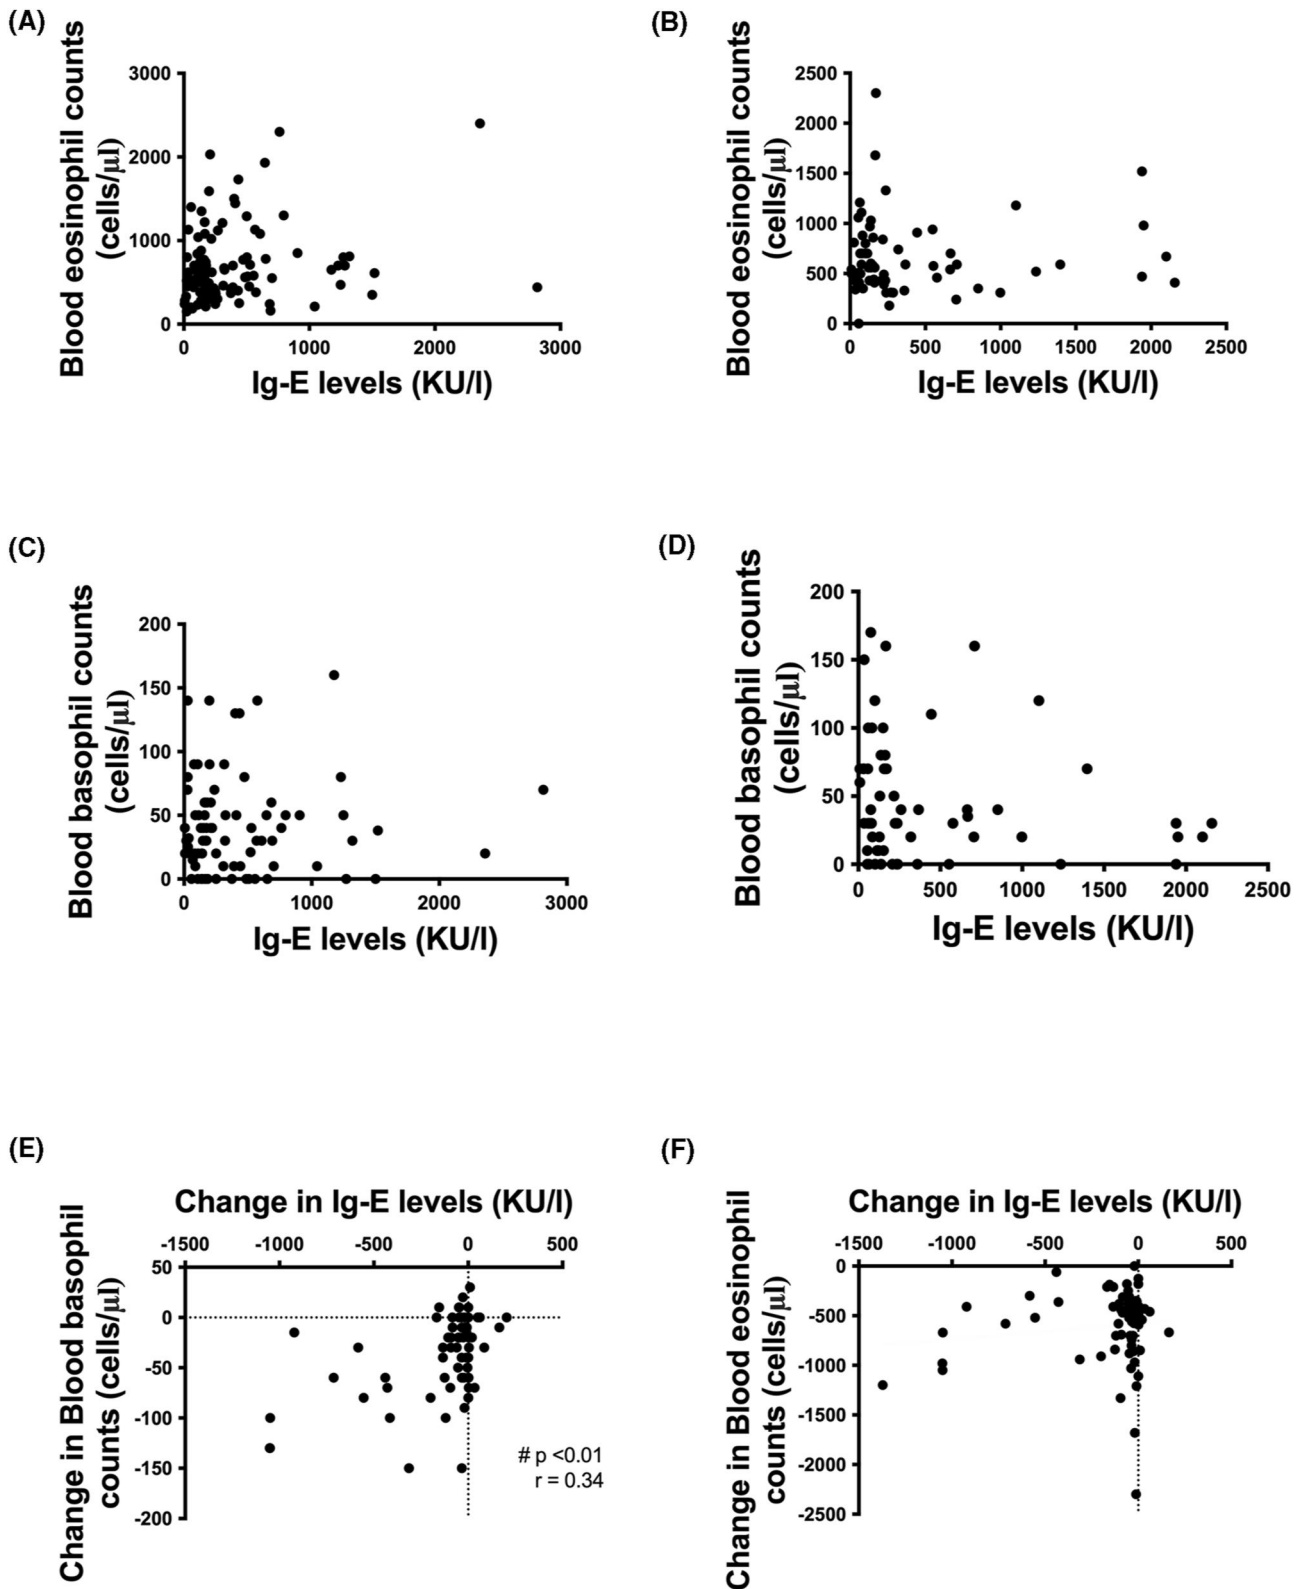 (A)
Blood eosinophil counts
(cells/µl)
3000
2000
1000
0
0 1000 2000 3000
Ig-E levels (KU/l)
(B)
Blood eosinophil counts
(cells/µl)
2500
2000
1500
1000
500
0
0 500 1000 1500 2000 2500
Ig-E levels (KU/l)
(C)
Blood basophil counts
(cells/µl)
200
150
100
50
0
0 1000 2000 3000
Ig-E levels (KU/l)
(D)
Blood basophil counts
(cells/µl)
200
150
100
50
0
0 500 1000 1500 2000 2500
Ig-E levels (KU/l)
(E)
Change in Ig-E levels (KU/l)
-1500 -1000 -500 0 500
Change in Blood basophil
counts (cells/µl)
50
0
-50
-100
-150
-200
# p <0.01
r = 0.34
(F)
Change in Ig-E levels (KU/l)
-1500 -1000 -500 0 500
Change in Blood eosinophil
counts (cells/µl)
0
-500
-1000
-1500
-2000
-2500